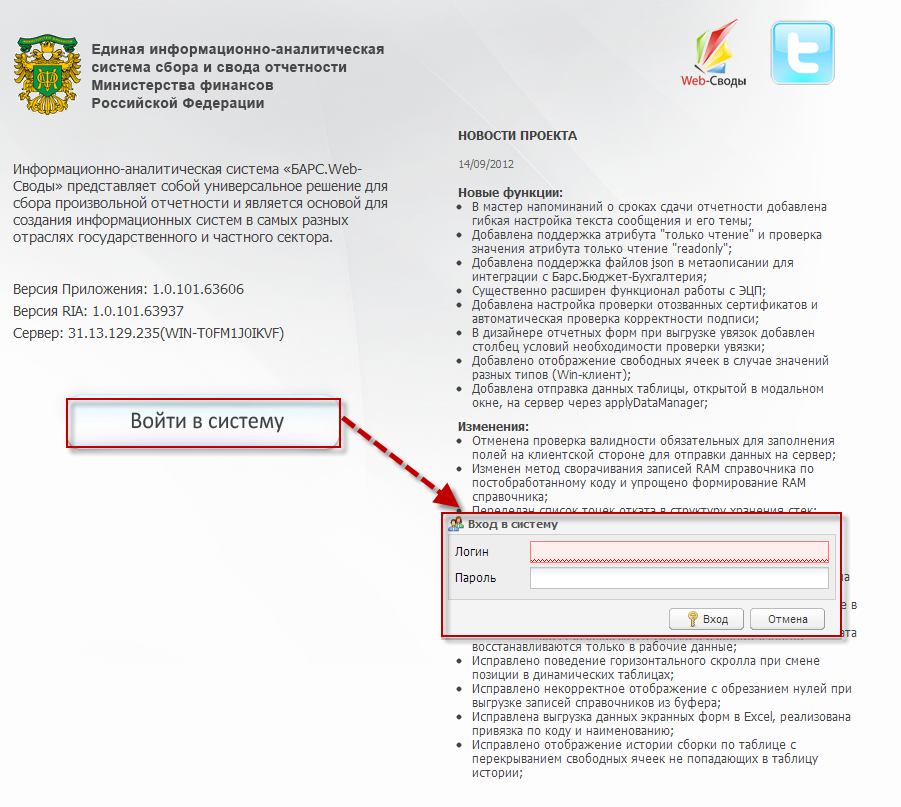 Единая информационно-аналитическая
система сбора и свода отчетности
Министерства финансов
Российской Федерации
Web-Своды
Информационно-аналитическая система «БАРС.Web-
Своды» представляет собой универсальное решение для
сбора произвольной отчетности и является основой для
создания информационных систем в самых разных
отраслях государственного и частного сектора.
Версия Приложения: 1.0.101.63606
Версия RIA: 1.0.101.63937
Сервер: 31.13.129.235(WIN-T0FM1J0IKVF)
Войти в систему
НОВОСТИ ПРОЕКТА
14/09/2012
Новые функции:
В мастер напоминаний о сроках сдачи отчетности добавлена
гибкая настройка текста сообщения и его темы;
Добавлена поддержка атрибута "только чтение" и проверка
значения атрибута только чтение "readonly";
Добавлена поддержка файлов json в метаописании для
интеграции с Барс.Бюджет-Бухгалтерия;
Существенно расширен функционал работы с ЭЦП;
Добавлена настройка проверки отозванных сертификатов и
автоматическая проверка корректности подписи;
В дизайнере отчетных форм при выгрузке увязок добавлен
столбец условий необходимости проверки увязки;
Добавлено отображение свободных ячеек в случае значений
разных типов (Win-клиент);
Добавлена отправка данных таблицы, открытой в модальном
окне, на сервер через applyDataManager;
Изменения:
Отменена проверка валидности обязательных для заполнения
полей на клиентской стороне для отправки данных на сервер;
Изменен метод сворачивания записей RAM справочника по
постобработанному коду и упрощено формирование RAM
справочника;
Переделан список точек отката в структуру хранения стек;
Вход в систему
Логин
Пароль
на
е в
Вход
Отмена
ата
восстанавливаются только в рабочие данные;
Исправлено поведение горизонтального скролла при смене
позиции в динамических таблицах;
Исправлено некорректное отображение с обрезанием нулей при
выгрузке записей справочников из буфера;
Исправлена выгрузка данных экранных форм в Excel, реализована
привязка по коду и наименованию;
Исправлено отображение истории сборки по таблице с
перекрыванием свободных ячеек не попадающих в таблицу
истории;